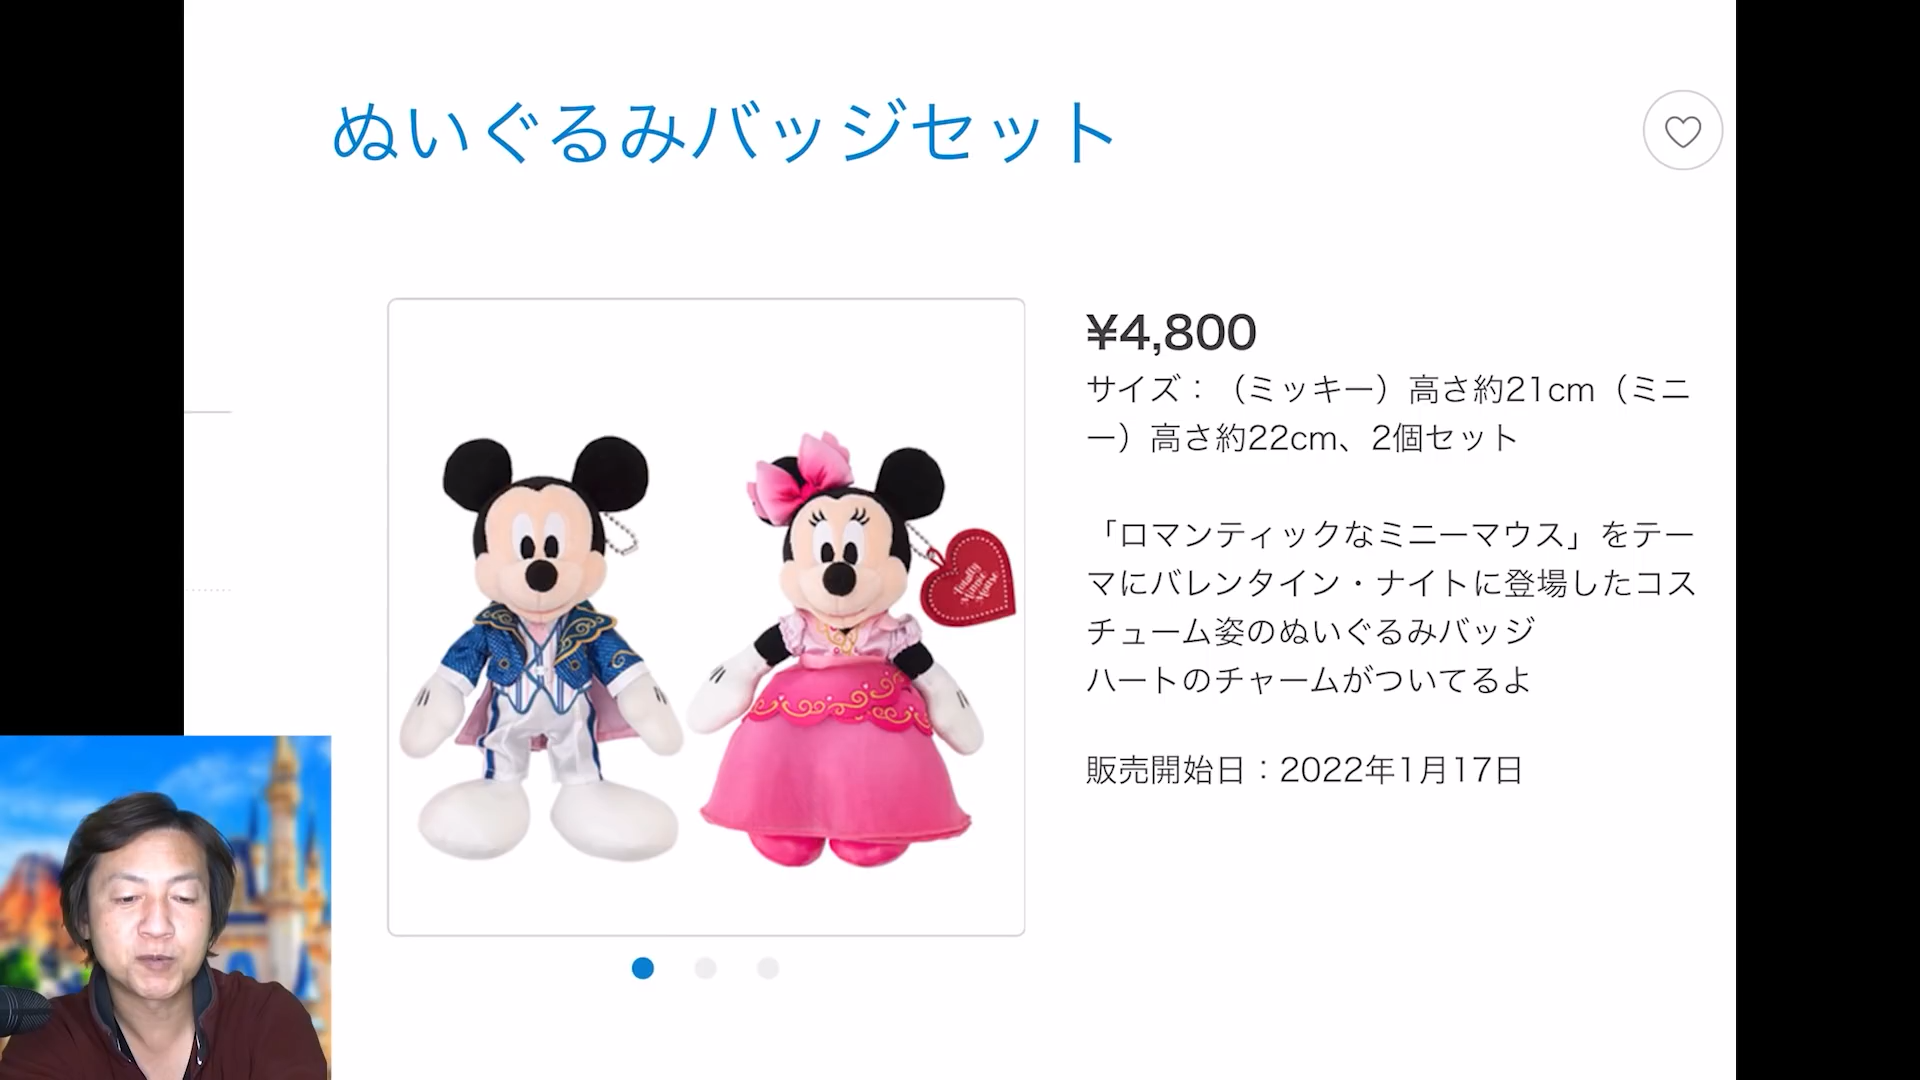 ぬいぐるみバッジセット
¥4,800
サイズ：（ミッキー）高さ約21cm（ミニ
ー）高さ約22cm、2個セット
「ロマンティックなミニーマウス」をテー
マにバレンタイン・ナイトに登場したコス
チューム姿のぬいぐるみバッジ
ハートのチャームがついてるよ
販売開始日：2022年1月17日
Totally
Minnie
Mouse